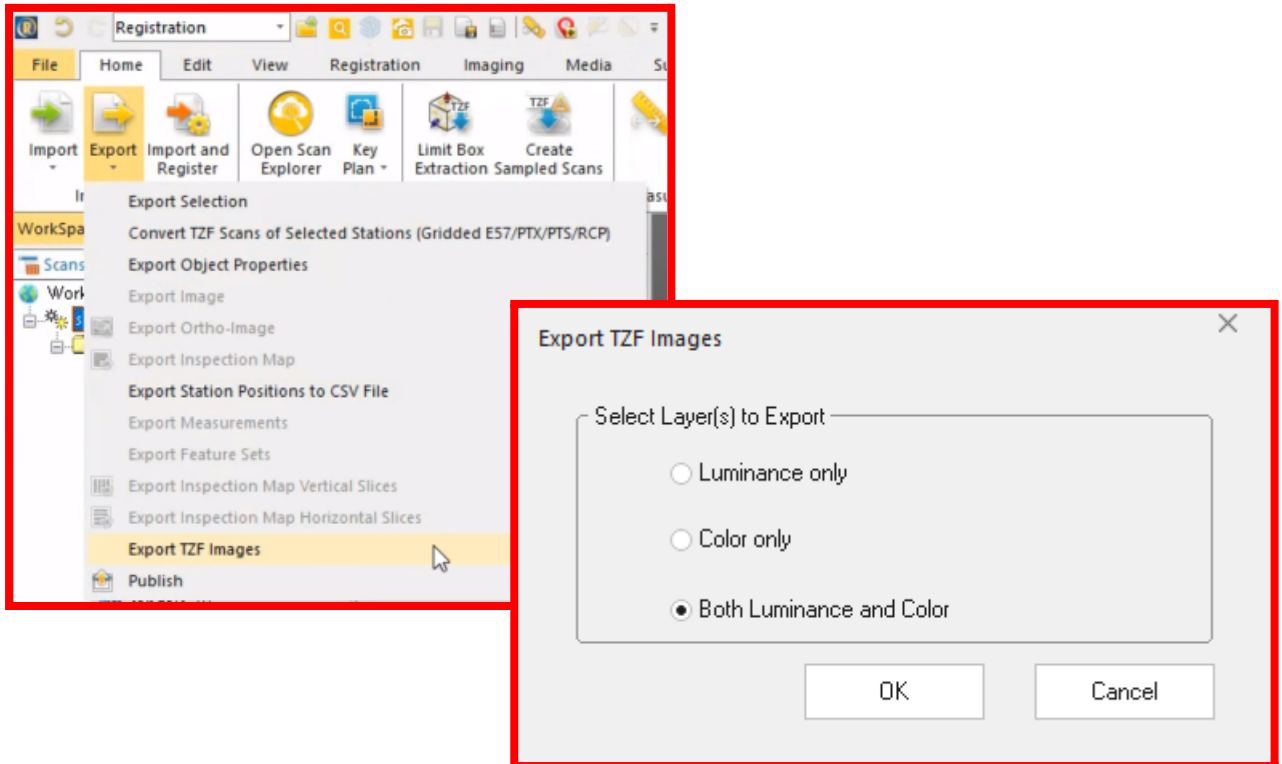 Registration
File Home Edit View Registration Imaging Media
Import Export Import and Register Open Scan Explorer Key Plan Limit Box Extraction Create Sampled Scans
TZF TZF
Export Selection
WorkSpa
Convert TZF Scans of Selected Stations (Gridded E57/PTX/PTS/RCP)
Scans
Export Object Properties
Work
Export Image
Export Ortho-Image
Export Inspection Map
Export Station Positions to CSV File
Export Measurements
Export Feature Sets
Export Inspection Map Vertical Slices
Export Inspection Map Horizontal Slices
Export TZF Images
Publish
Export TZF Images
Select Layer(s) to Export
Luminance only
Color only
Both Luminance and Color
OK Cancel